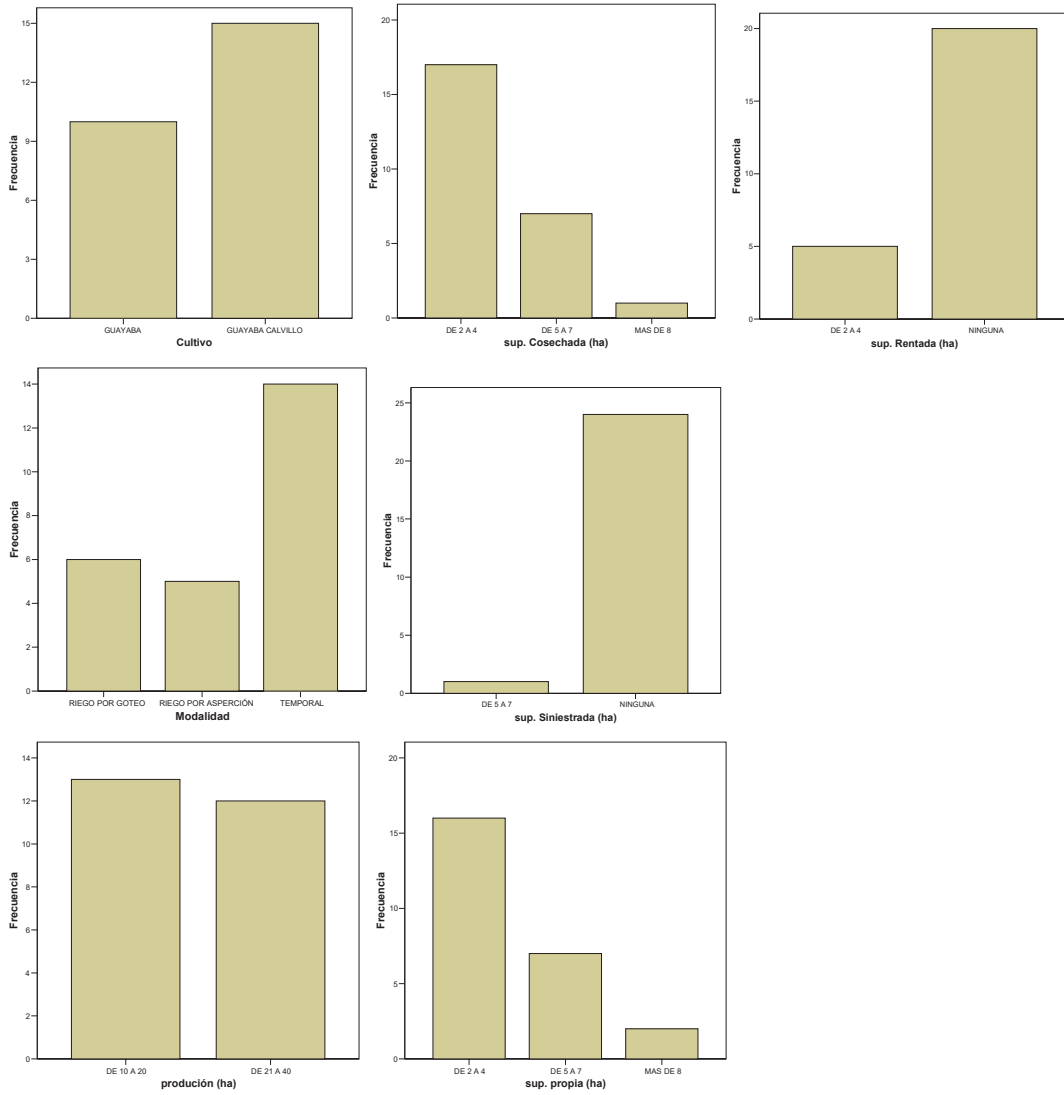 Frecuencia
15
12
9
6
3
0
GUAYABA
GUAYABA CALVILLO
Cultivo
Frecuencia
20
15
10
5
0
DE 2 A 4
DE 5 A 7
MAS DE 8
sup. Cosechada (ha)
Frecuencia
20
15
10
5
0
DE 2 A 4
NINGUNA
sup. Rentada (ha)
Frecuencia
14
12
10
8
6
4
2
0
RIEGO POR GOTEO
RIEGO POR ASPERCIÓN
TEMPORAL
Modalidad
Frecuencia
25
20
15
10
5
0
DE 5 A 7
NINGUNA
sup. Siniestrada (ha)
Frecuencia
14
12
10
8
6
4
2
0
DE 10 A 20
DE 21 A 40
produción (ha)
Frecuencia
20
15
10
5
0
DE 2 A 4
DE 5 A 7
MAS DE 8
sup. propia (ha)